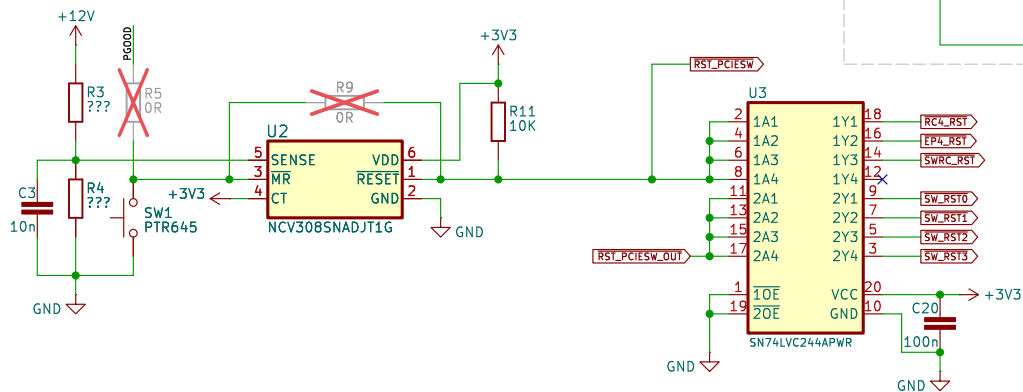 +12V
PGOOD
R3
???
R5
0R
R9
0R
+3V3
R11
10K
RST_PCIESW
U2
5 SENSE VDD 6
3 MR RESET 1
4 CT GND 2
NCV308SNADJT1G
+3V3
GND
C3
10n
R4
???
SW1
PTR645
GND
U3
2 1A1 1Y1 18 RC4_RST
4 1A2 1Y2 16 EP4_RST
6 1A3 1Y3 14 SWRC_RST
8 1A4 1Y4 12
11 2A1 2Y1 9 SW_RST0
13 2A2 2Y2 7 SW_RST1
15 2A3 2Y3 5 SW_RST2
17 2A4 2Y4 3 SW_RST3
RST_PCIESW_OUT
1 1OE VCC 20 +3V3
19 2OE GND 10
SN74LVC244APWR
C20
100n
GND
GND